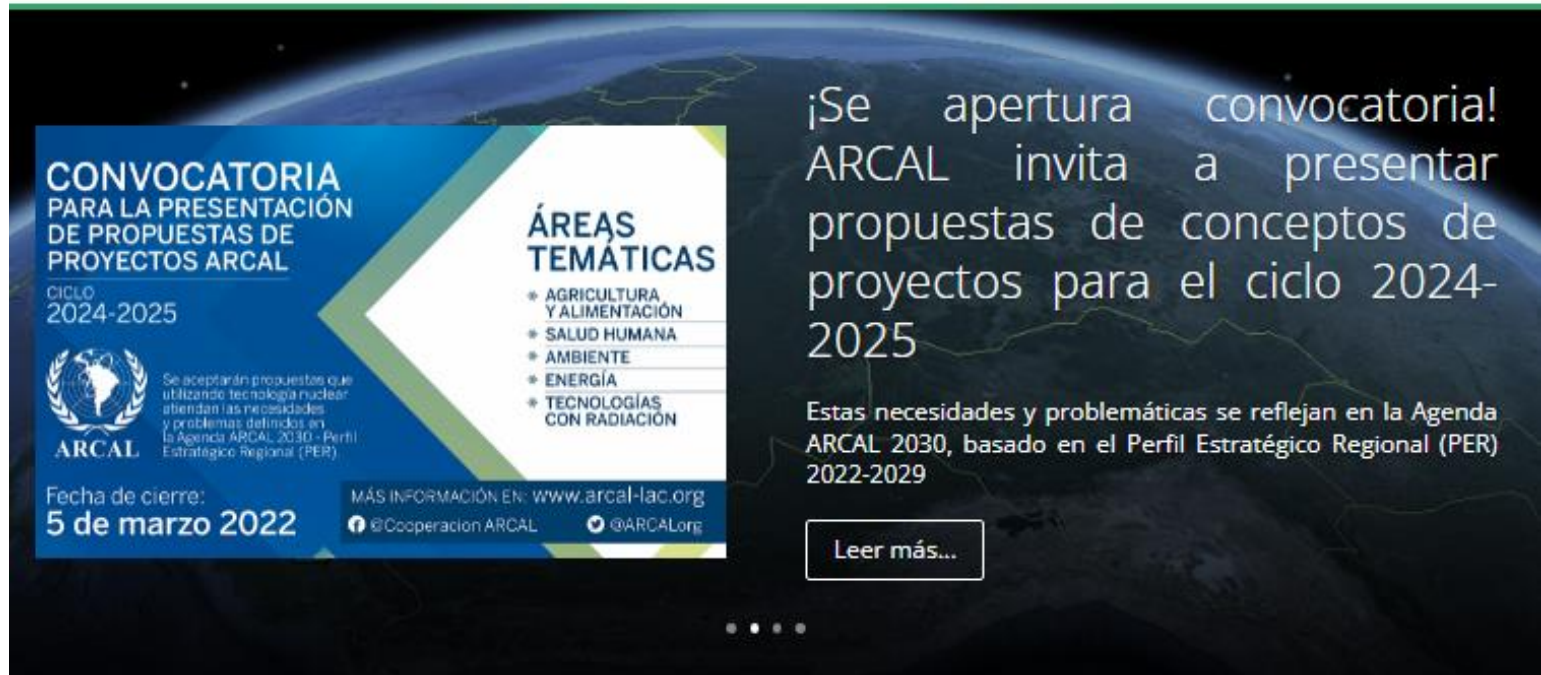 CONVOCATORIA
PARA LA PRESENTACIÓN
DE PROPUESTAS DE
PROYECTOS ARCAL
CICLO
2024-2025
ARCAL
Se aceptarán propuestas que
utilizando tecnología nuclear
atiendan las necesidades
y problemas definidos en
la Agenda ARCAL 2030 - Perfil
Estratégico Regional (PER).
Fecha de cierre:
5 de marzo 2022
ÁREAS
TEMÁTICAS
AGRICULTURA
Y ALIMENTACIÓN
SALUD HUMANA
AMBIENTE
ENERGÍA
TECNOLOGÍAS
CON RADIACIÓN
MÁS INFORMACIÓN EN: www.arcal-lac.org
@Cooperacion ARCAL @ARCALorg
¡Se apertura convocatoria!
ARCAL invita a presentar
propuestas de conceptos de
proyectos para el ciclo 2024-
2025
Estas necesidades y problemáticas se reflejan en la Agenda
ARCAL 2030, basado en el Perfil Estratégico Regional (PER)
2022-2029
Leer más...